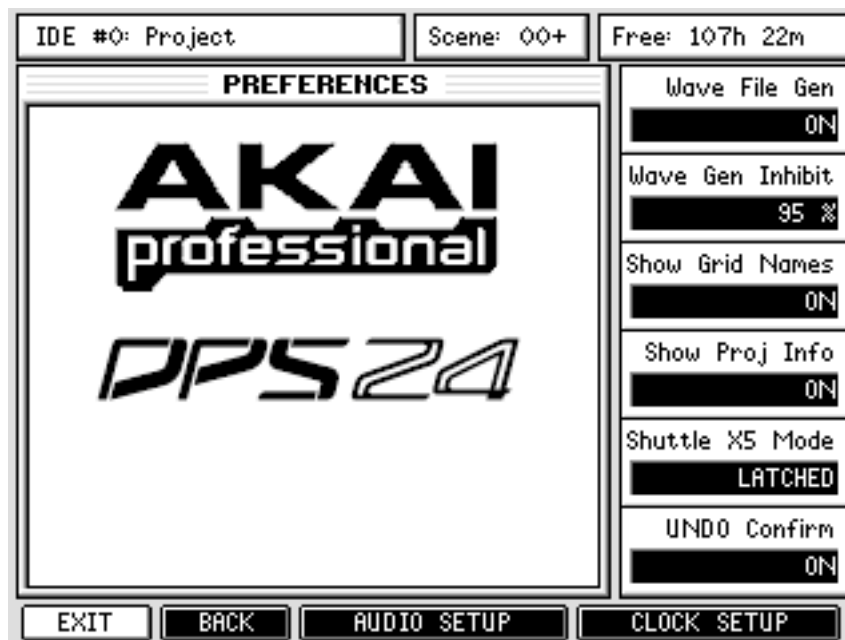 IDE #0: Project
Scene: 00+
Free: 107h 22m
PREFERENCES
AKAI
professional
DPS24
Wave File Gen
ON
Wave Gen Inhibit
95 %
Show Grid Names
ON
Show Proj Info
ON
Shuttle X5 Mode
LATCHED
UNDO Confirm
ON
EXIT
BACK
AUDIO SETUP
CLOCK SETUP